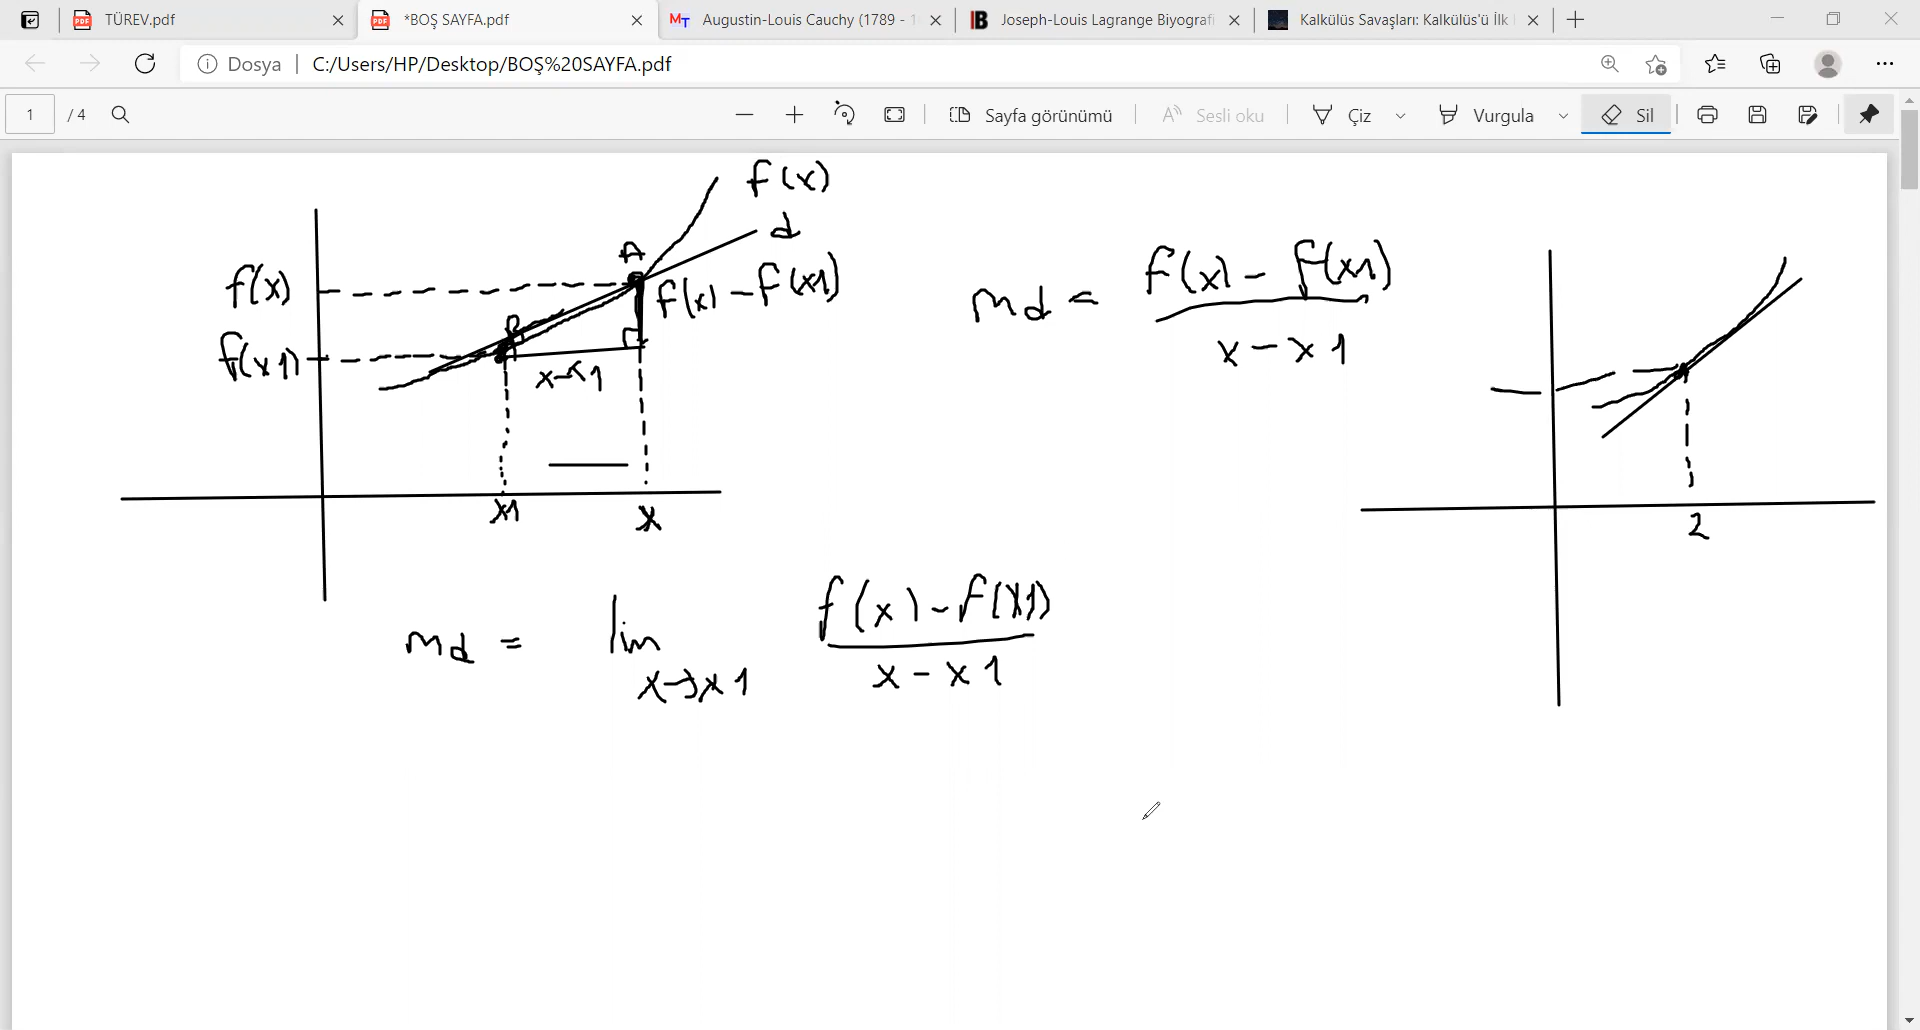 TÜREV.pdf
*BOŞ SAYFA.pdf
Augustin-Louis Cauchy (1789 - 1
Joseph-Louis Lagrange Biyografi
Kalkülüs Savaşları: Kalkülüs'ü İlk
Dosya | C:/Users/HP/Desktop/BOŞ%20SAYFA.pdf
1 / 4
Sayfa görünümü
Sesli oku
Çiz
Vurgula
Sil
f(x)
d
A
f(x)
f(x) - f(x1)
B
C
f(x1)
x-x1
x1
x
md = f(x) - f(x1)
x - x1
2
md = lim f(x) - f(x1)
x→x1 x - x1